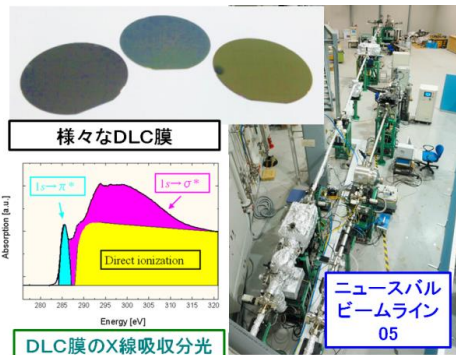 様々なDLC膜
1s→π*
1s→σ*
Direct ionization
Absorption [a.u.]
285 290 295 300 305 310 315 320
Energy [eV]
DLC膜のX線吸収分光
ニュースバル
ビームライン
05